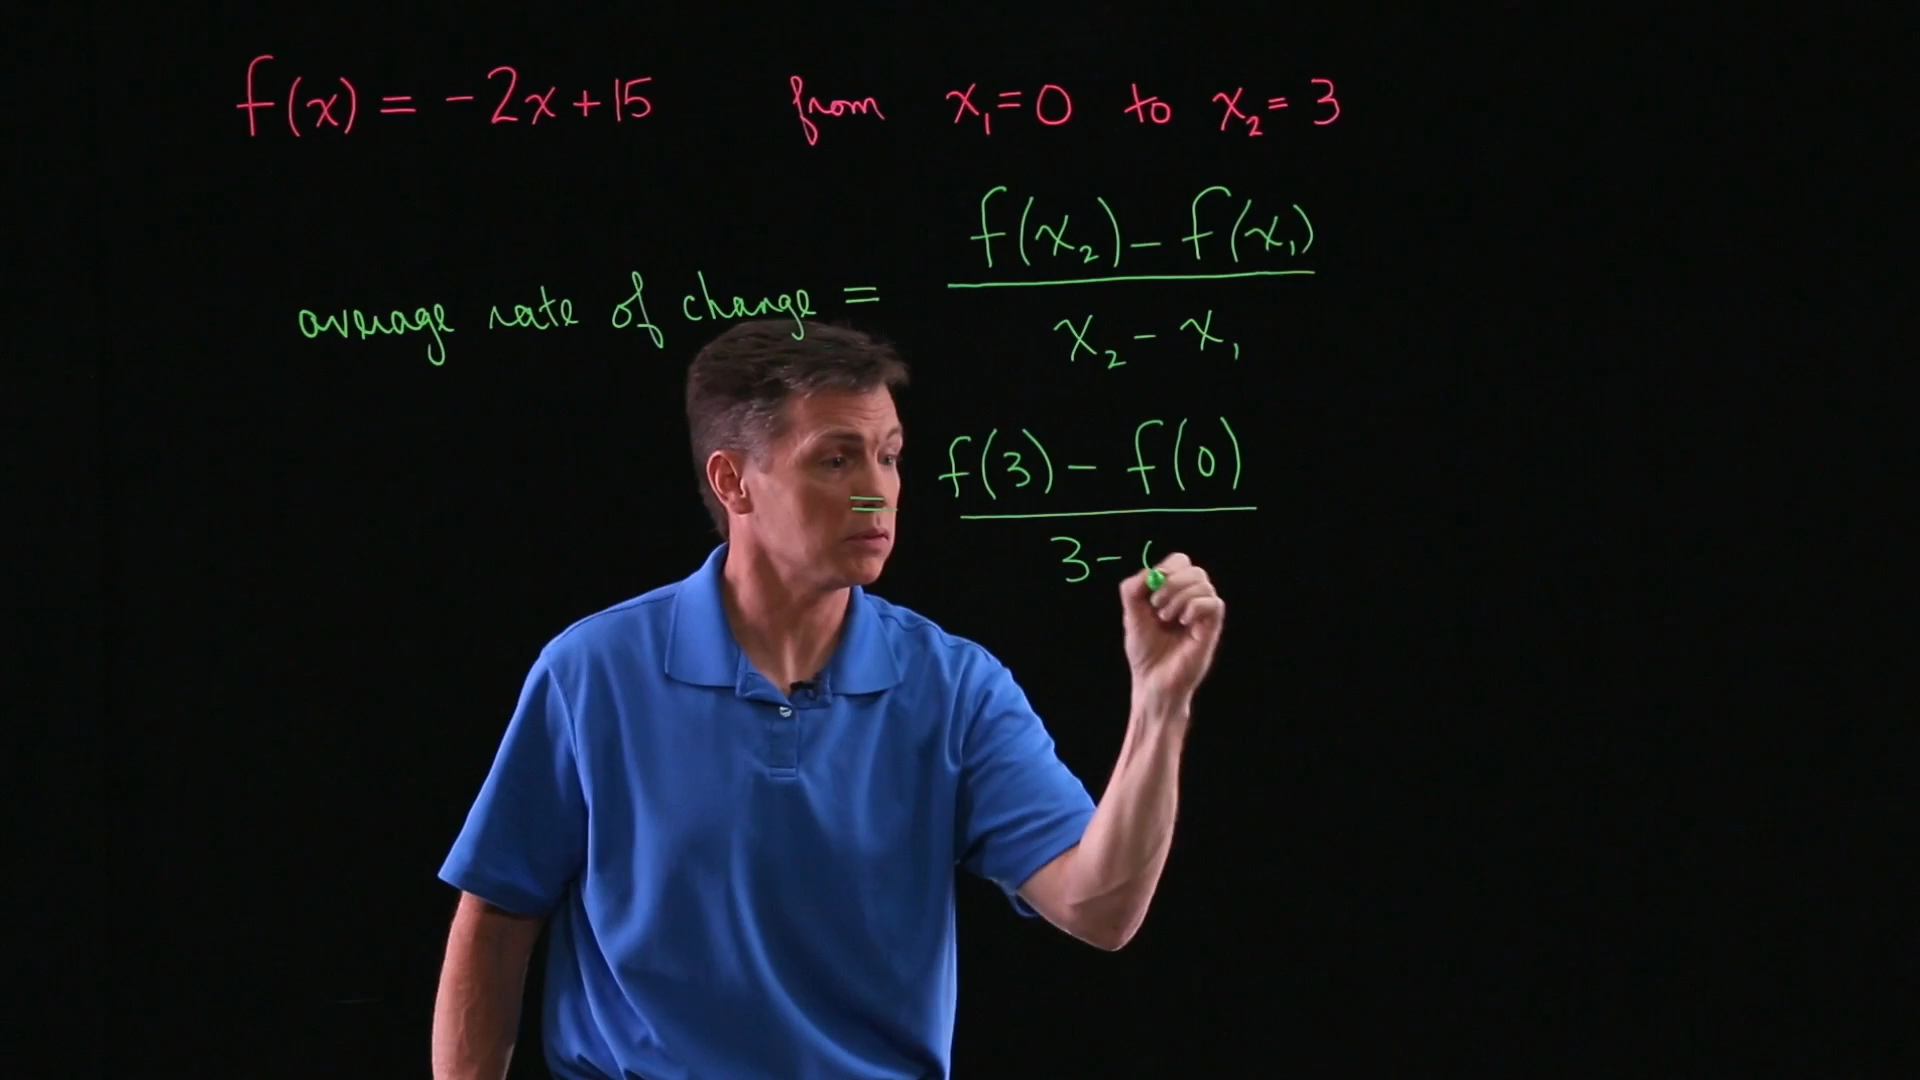 f(x) = -2x+15 from x₁=0 to x₂=3
average rate of change = f(x₂) - f(x₁)
x₂ - x₁
= f(3) - f(0)
3 -